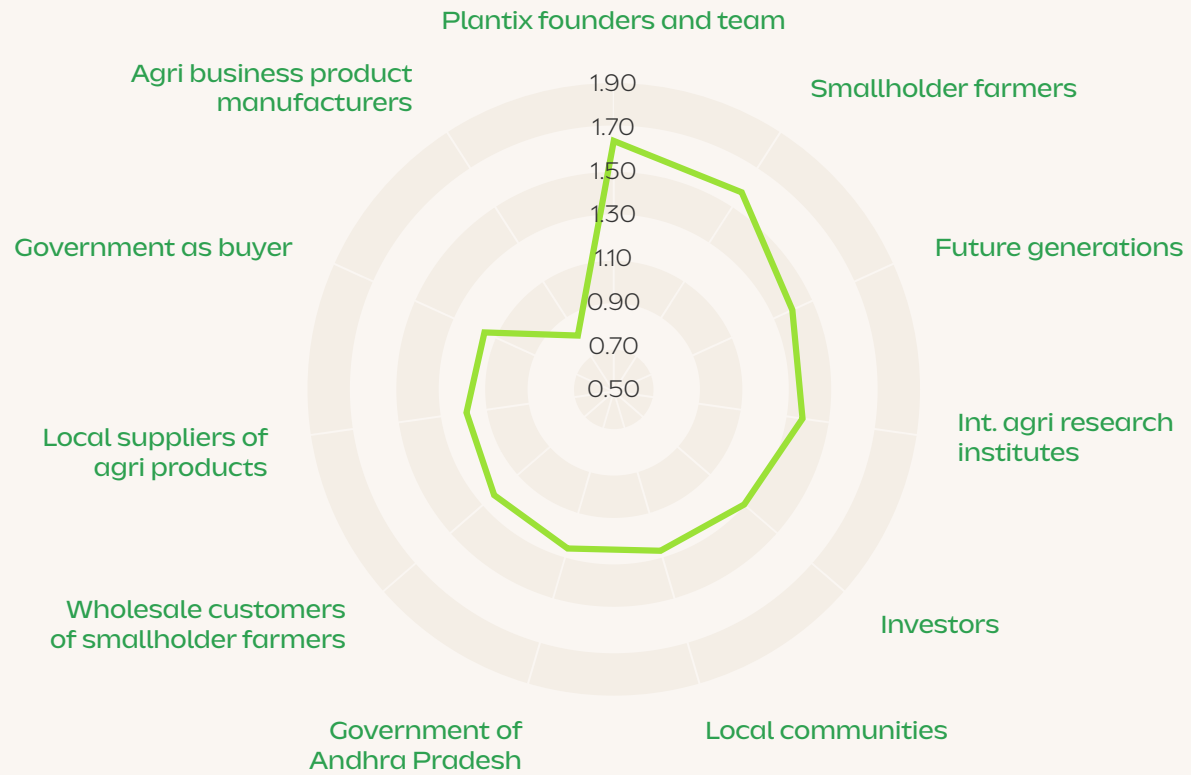 Plantix founders and team
Agri business product
manufacturers
Smallholder farmers
1.90
1.70
1.50
1.30
1.10
0.90
0.70
0.50
Government as buyer
Future generations
Local suppliers of
agri products
Int. agri research
institutes
Wholesale customers
of smallholder farmers
Investors
Government of
Andhra Pradesh
Local communities